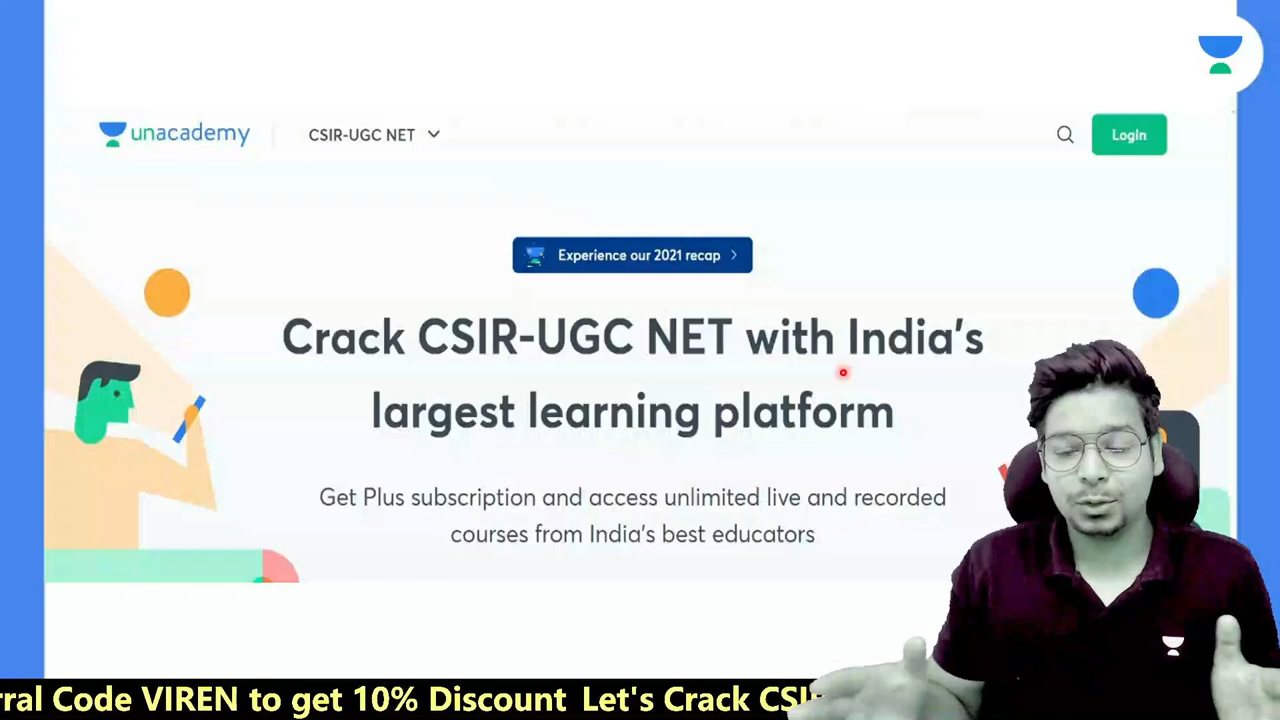 unacademy
CSIR-UGC NET
LogIn
Experience our 2021 recap
Crack CSIR-UGC NET with India's
largest learning platform
Get Plus subscription and access unlimited live and recorded
courses from India's best educators
Code VIREN to get 10% Discount Let's Crack